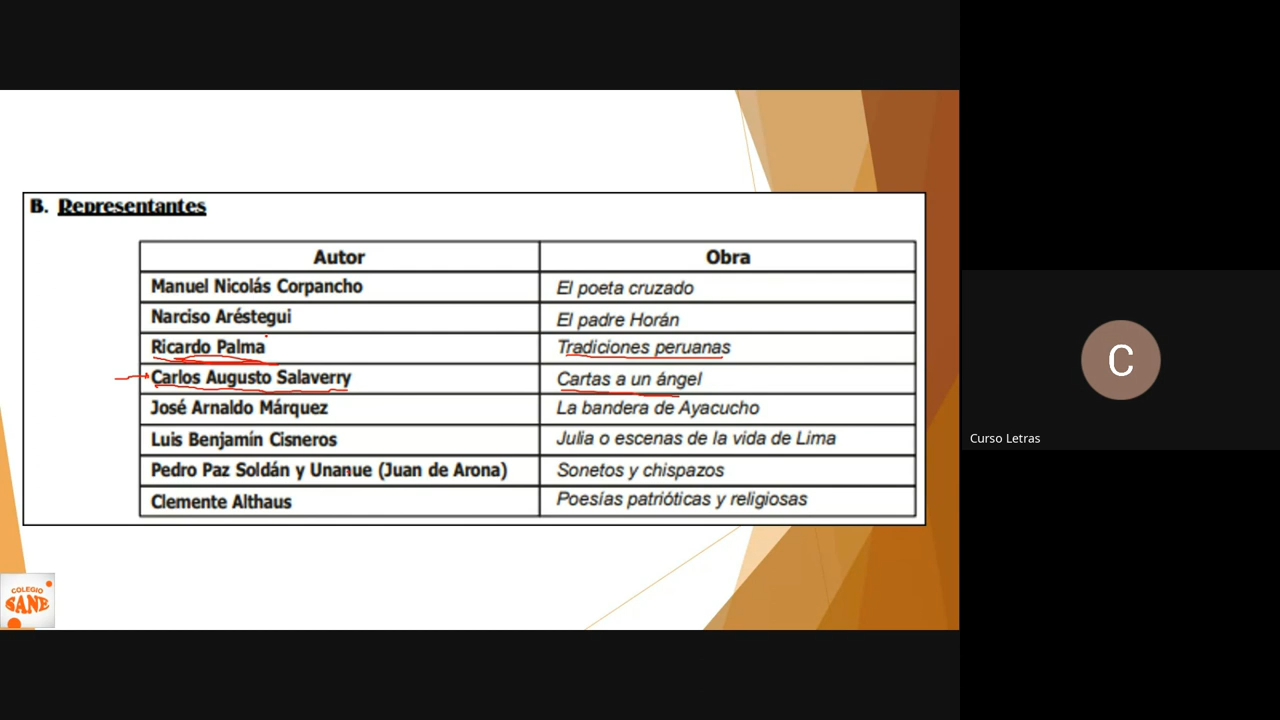 B. Representantes
Autor Obra
Manuel Nicolás Corpancho El poeta cruzado
Narciso Aréstegui El padre Horán
Ricardo Palma Tradiciones peruanas
Carlos Augusto Salaverry Cartas a un ángel
José Arnaldo Márquez La bandera de Ayacucho
Luis Benjamín Cisneros Julia o escenas de la vida de Lima
Pedro Paz Soldán y Unanue (Juan de Arona) Sonetos y chispazos
Clemente Althaus Poesías patrióticas y religiosas
COLEGIO
SANE
C
Curso Letras